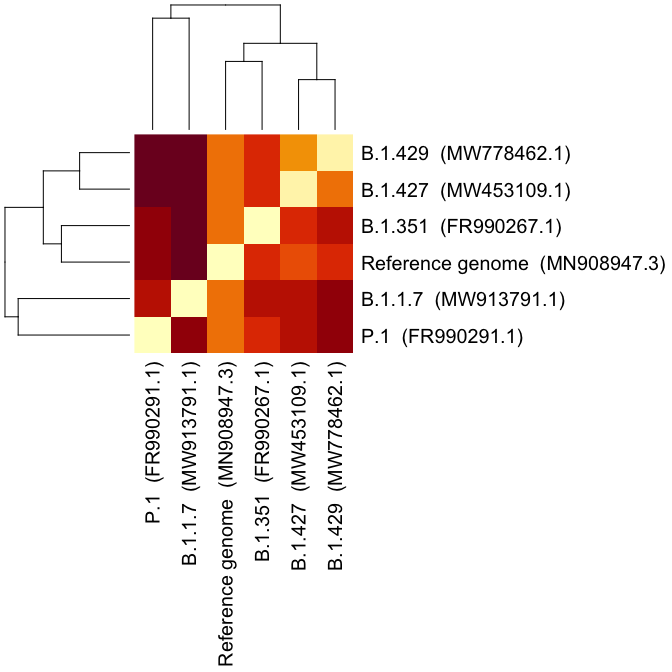 B.1.429 (MW778462.1)
B.1.427 (MW453109.1)
B.1.351 (FR990267.1)
Reference genome (MN908947.3)
B.1.1.7 (MW913791.1)
P.1 (FR990291.1)
P.1 (FR990291.1)
B.1.1.7 (MW913791.1)
Reference genome (MN908947.3)
B.1.351 (FR990267.1)
B.1.427 (MW453109.1)
B.1.429 (MW778462.1)